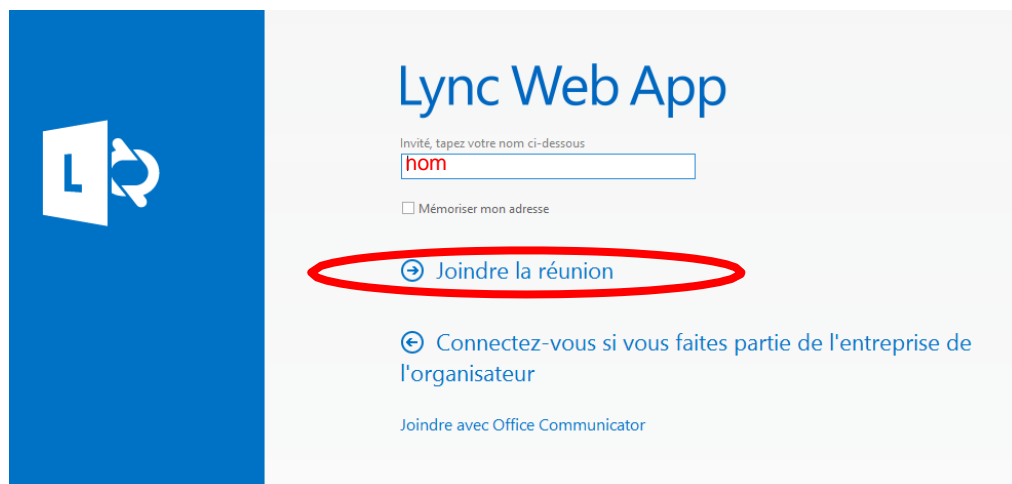 Lync Web App
Invité, tapez votre nom ci-dessous
hom
Mémoriser mon adresse
Joindre la réunion
Connectez-vous si vous faites partie de l'entreprise de
l'organisateur
Joindre avec Office Communicator
L